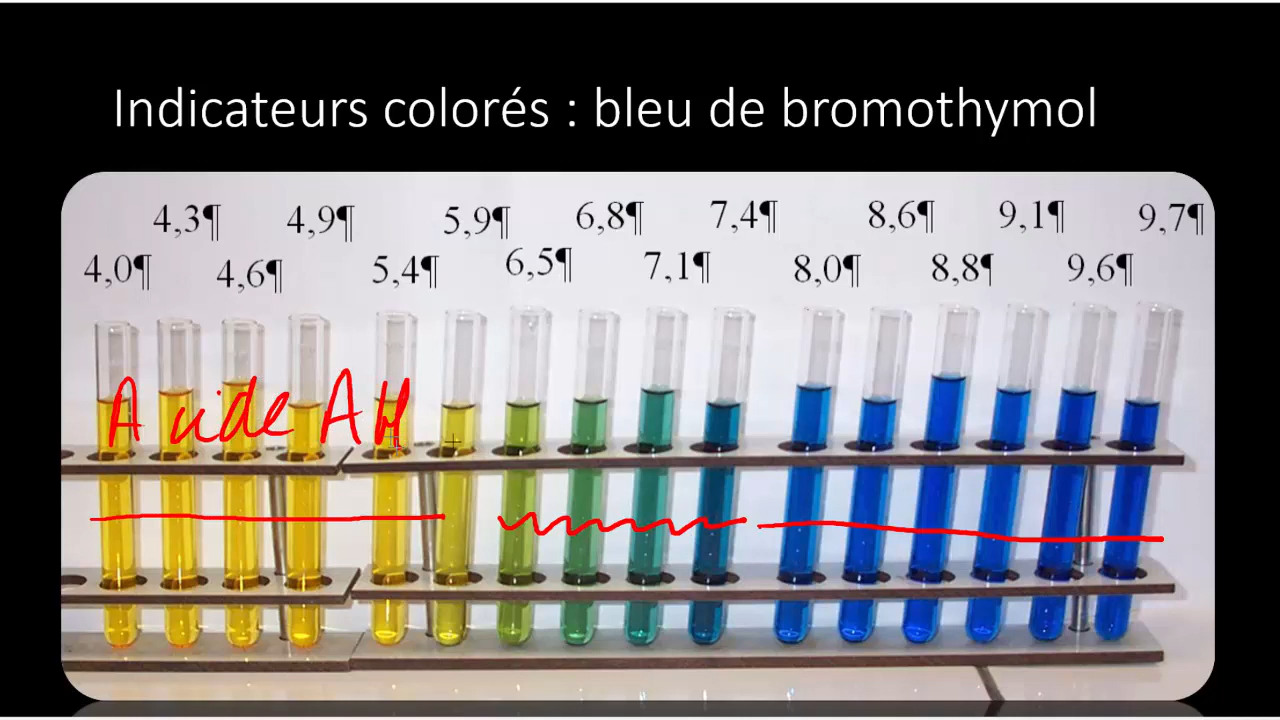 Indicateurs colorés : bleu de bromothymol
4,3¶ 4,9¶ 5,9¶ 6,8¶ 7,4¶ 8,6¶ 9,1¶ 9,7¶
4,0¶ 4,6¶ 5,4¶ 6,5¶ 7,1¶ 8,0¶ 8,8¶ 9,6¶
Acide AH